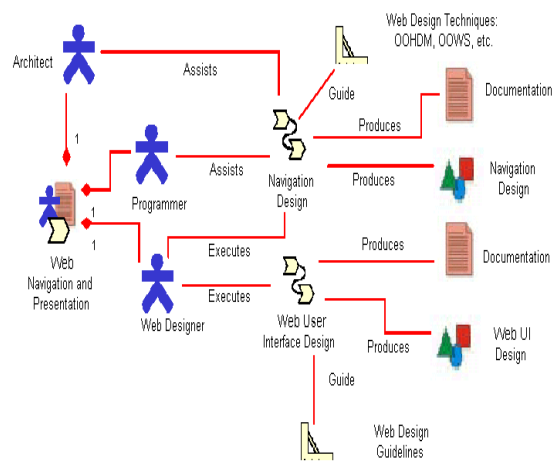 Web Design Techniques:
OOHDM, OOWS, etc.
Architect
Assists
Guide
Documentation
Produces
1
Programmer
Assists
Navigation
Design
Produces
Navigation
Design
1
1
Web
Navigation and
Presentation
Executes
Produces
Documentation
Web Designer
Executes
Web User
Interface Design
Produces
Web UI
Design
Guide
Web Design
Guidelines